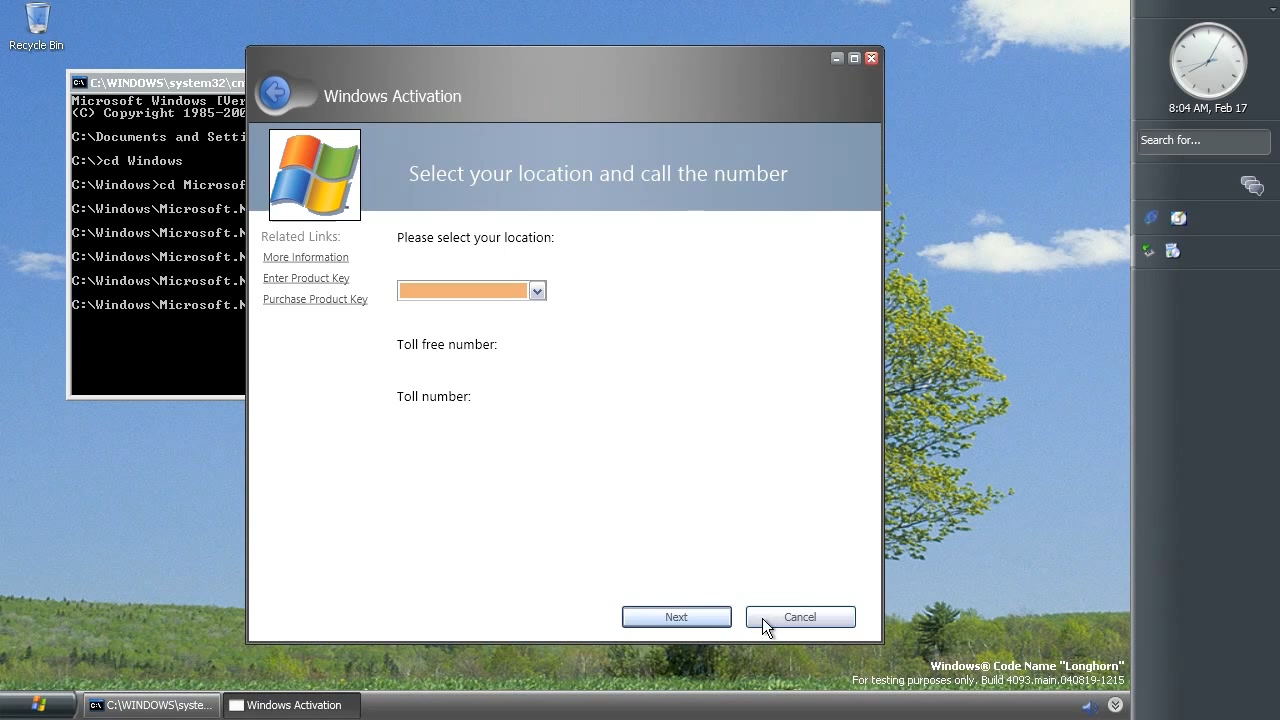 Recycle Bin
C:\WINDOWS\system32\cm
Microsoft Windows [Ver
(C) Copyright 1985-200
C:\Documents and Setti
C:\>cd Windows
C:\Windows>cd Microsof
C:\Windows\Microsoft.N
C:\Windows\Microsoft.N
C:\Windows\Microsoft.N
C:\Windows\Microsoft.N
C:\Windows\Microsoft.N
Windows Activation
Select your location and call the number
Related Links:
More Information
Enter Product Key
Purchase Product Key
Please select your location:
Toll free number:
Toll number:
Next
Cancel
8:04 AM, Feb 17
Search for...
Windows® Code Name "Longhorn"
For testing purposes only. Build 4093.main.040819-1215
C:\WINDOWS\syste...
Windows Activation